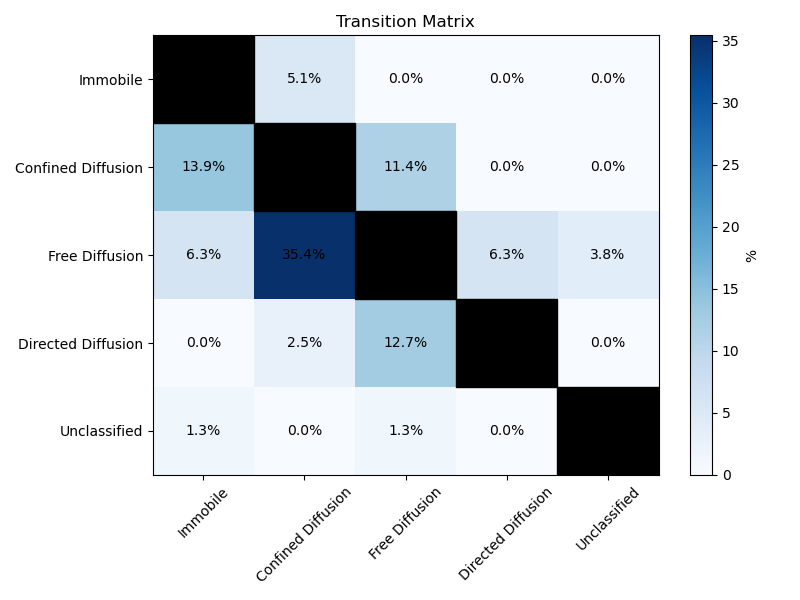 Transition Matrix
Immobile
5.1%
0.0%
0.0%
0.0%
Confined Diffusion
13.9%
11.4%
0.0%
0.0%
Free Diffusion
6.3%
35.4%
6.3%
3.8%
Directed Diffusion
0.0%
2.5%
12.7%
0.0%
Unclassified
1.3%
0.0%
1.3%
0.0%
Immobile
Confined Diffusion
Free Diffusion
Directed Diffusion
Unclassified
35
30
25
20
15
10
5
0
%